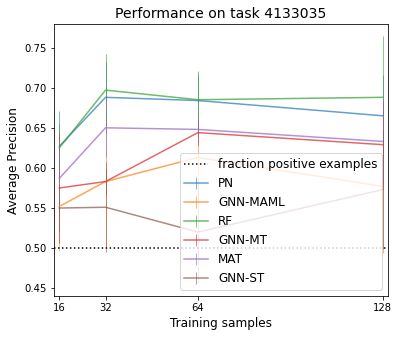 Performance on task 4133035
Average Precision
0.75
0.70
0.65
0.60
0.55
0.50
0.45
fraction positive examples
PN
GNN-MAML
RF
GNN-MT
MAT
GNN-ST
16 32 64 128
Training samples